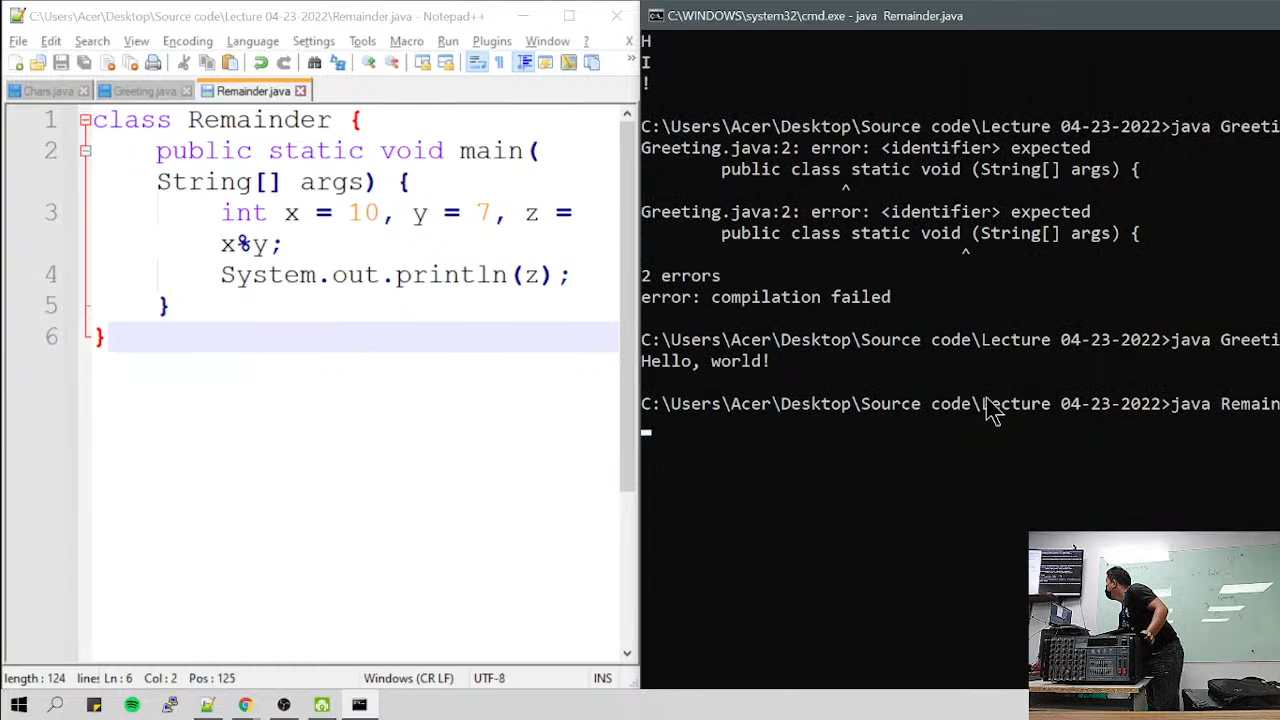 C:\Users\Acer\Desktop\Source code\Lecture 04-23-2022\Remainder.java - Notepad++
File Edit Search View Encoding Language Settings Tools Macro Run Plugins Window ? X
Chars.java Greeting.java Remainder.java
1 class Remainder {
2 public static void main(
String[] args) {
3 int x = 10, y = 7, z =
x%y;
4 System.out.println(z);
5 }
6 }
length : 124 lines Ln : 6 Col : 2 Pos : 125 Windows (CR LF) UTF-8 INS
C:\WINDOWS\system32\cmd.exe - java Remainder.java
H
I
!
C:\Users\Acer\Desktop\Source code\Lecture 04-23-2022>java Greeti
Greeting.java:2: error: <identifier> expected
public class static void (String[] args) {
^
Greeting.java:2: error: <identifier> expected
public class static void (String[] args) {
^
2 errors
error: compilation failed
C:\Users\Acer\Desktop\Source code\Lecture 04-23-2022>java Greeti
Hello, world!
C:\Users\Acer\Desktop\Source code\Lecture 04-23-2022>java Remain